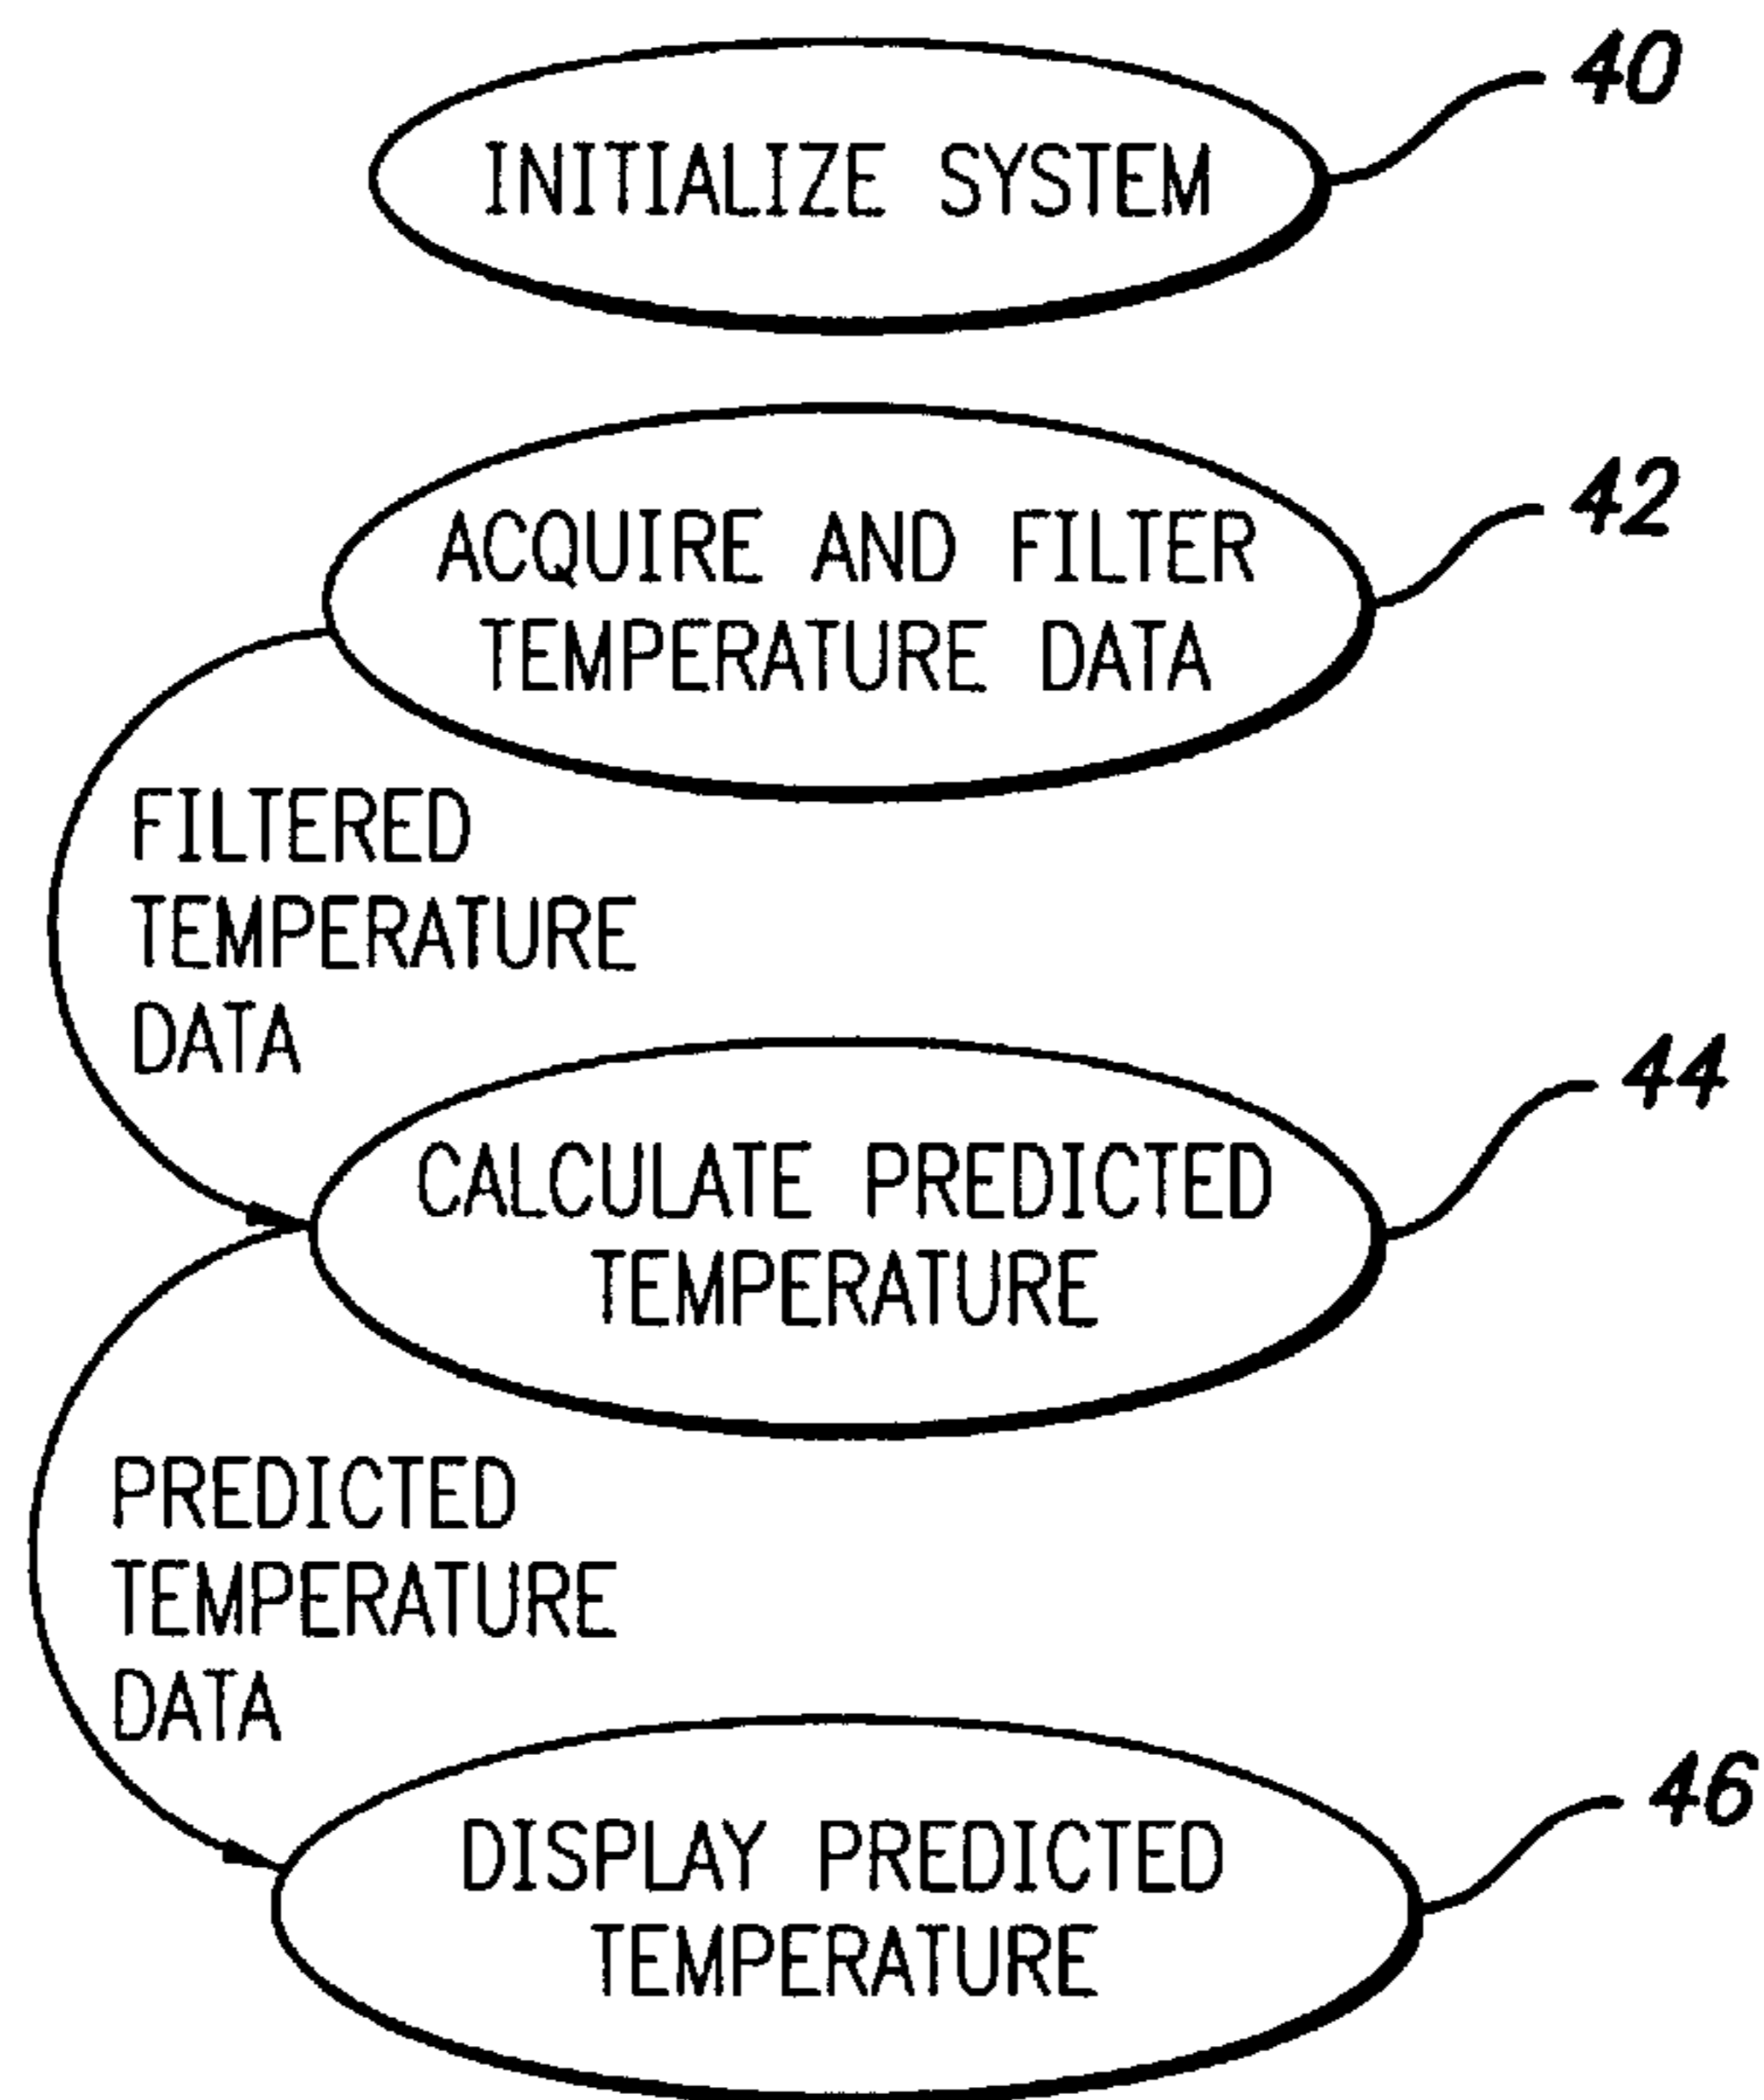 40
INITIALIZE SYSTEM
42
ACQUIRE AND FILTER
TEMPERATURE DATA
FILTERED
TEMPERATURE
DATA
44
CALCULATE PREDICTED
TEMPERATURE
PREDICTED
TEMPERATURE
DATA
46
DISPLAY PREDICTED
TEMPERATURE